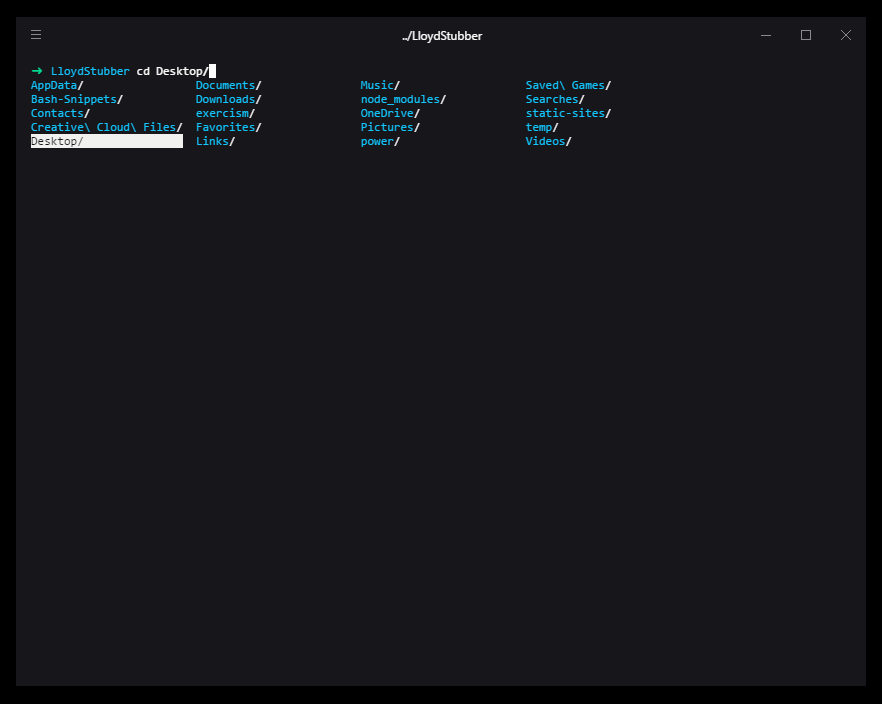 ../LloydStubber
➜ LloydStubber cd Desktop/
AppData/ Documents/ Music/ Saved\ Games/
Bash-Snippets/ Downloads/ node_modules/ Searches/
Contacts/ exercism/ OneDrive/ static-sites/
Creative\ Cloud\ Files/ Favorites/ Pictures/ temp/
Desktop/ Links/ power/ Videos/